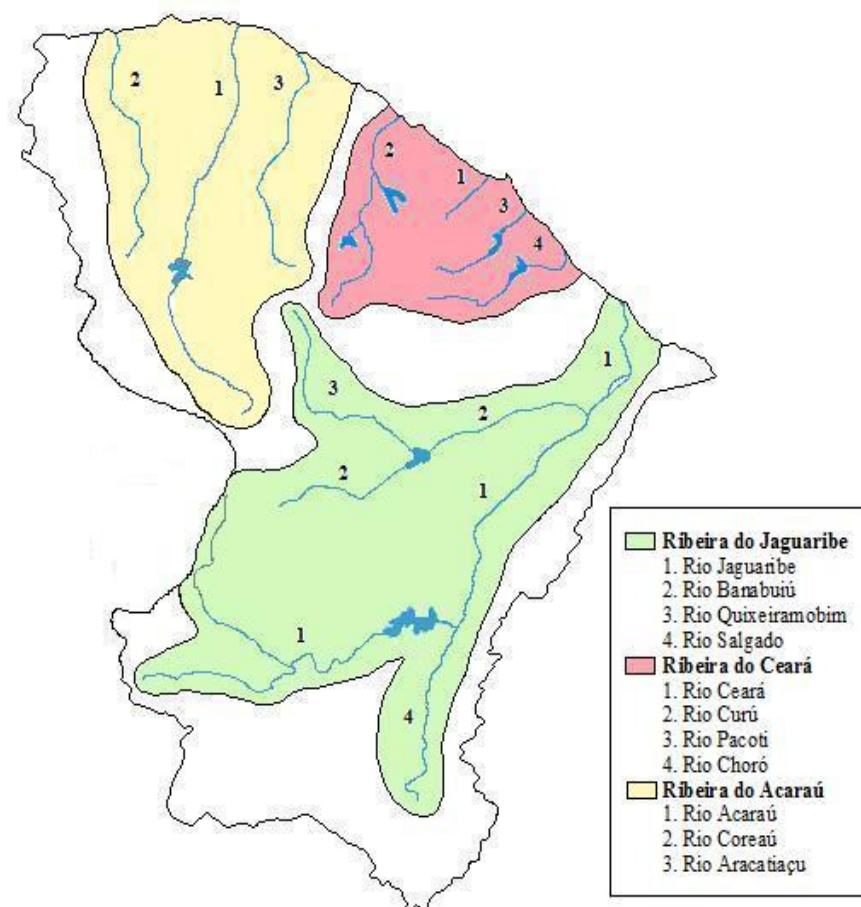 2
1
3
2
1
3
4
1
3
2
2
1
1
4
Ribeira do Jaguaribe
1. Rio Jaguaribe
2. Rio Banabuiú
3. Rio Quixeiramobim
4. Rio Salgado
Ribeira do Ceará
1. Rio Ceará
2. Rio Curú
3. Rio Pacoti
4. Rio Choró
Ribeira do Acaraú
1. Rio Acaraú
2. Rio Coreaú
3. Rio Aracatiaçu